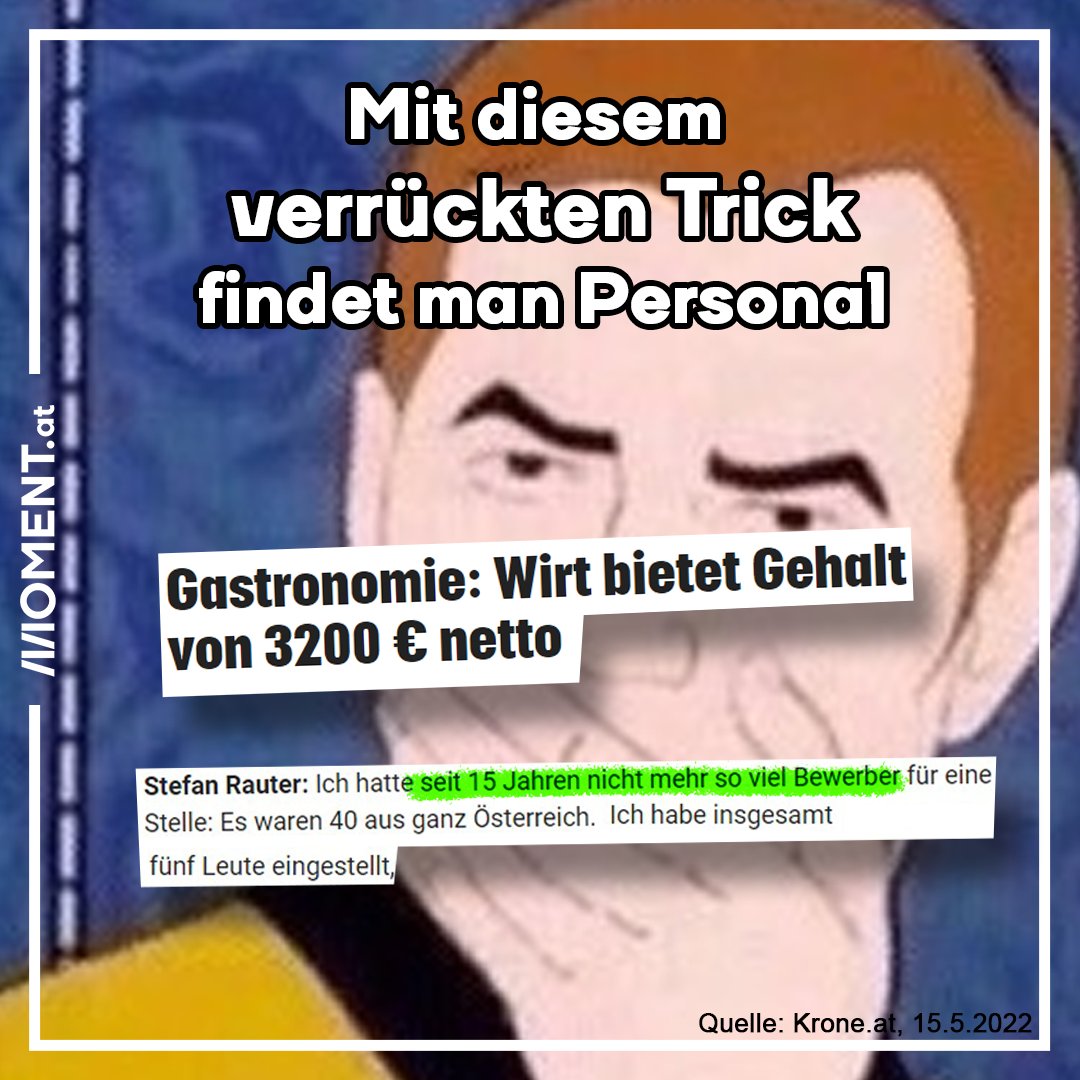 Mit diesem
verrückten Trick
findet man Personal
MOMENT.at
Gastronomie: Wirt bietet Gehalt
von 3200 € netto
Stefan Rauter: Ich hatte seit 15 Jahren nicht mehr so viel Bewerber für eine
Stelle: Es waren 40 aus ganz Österreich. Ich habe insgesamt
fünf Leute eingestellt,
Quelle: Krone.at, 15.5.2022